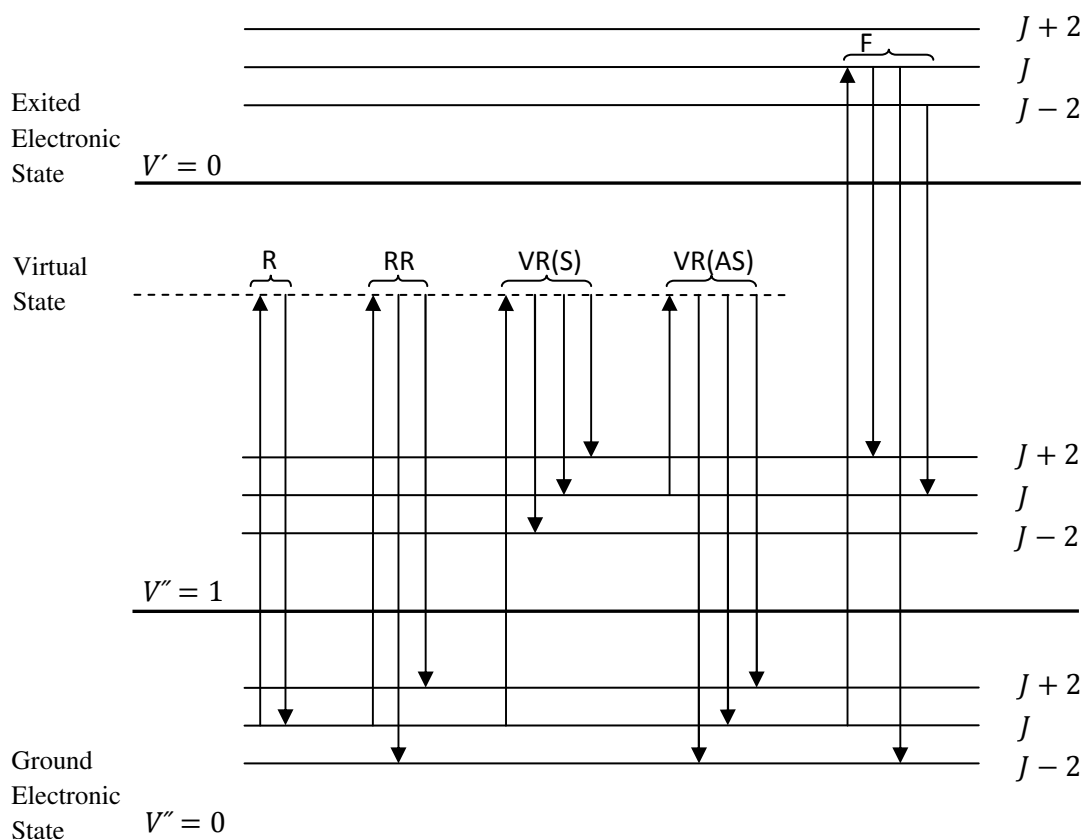 J + 2
F
J
Exited
Electronic
State
J − 2
V′ = 0
Virtual
State
R
RR
VR(S)
VR(AS)
J + 2
J
J − 2
V″ = 1
J + 2
J
Ground
Electronic
State
J − 2
V″ = 0